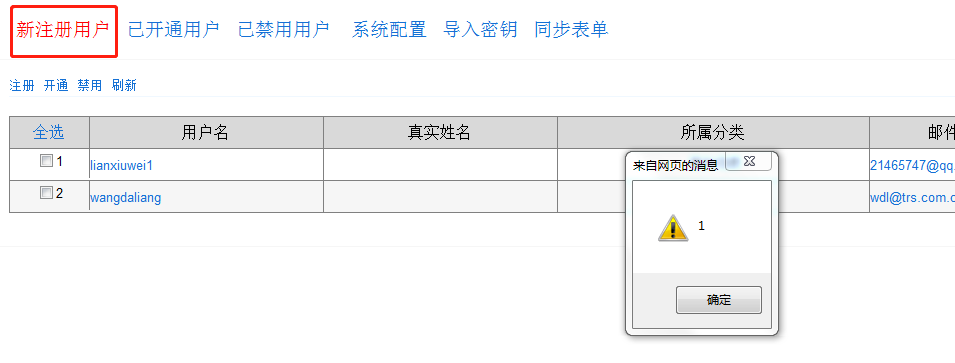 新注册用户 已开通用户 已禁用用户 系统配置 导入密钥 同步表单
注册 开通 禁用 刷新
全选 用户名 真实姓名 所属分类 邮件
1 lianxiuwei1 21465747@qq.
2 wangdaliang wdl@trs.com.c
来自网页的消息
1
确定